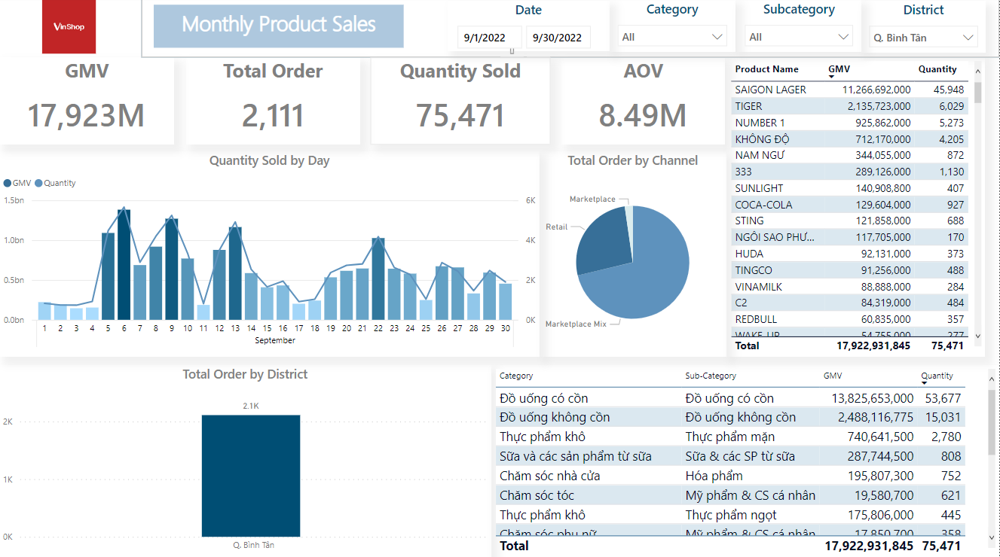 VinShop
Monthly Product Sales
Date
9/1/2022 9/30/2022
Category
All
Subcategory
All
District
Q. Bình Tân
GMV
17,923M
Total Order
2,111
Quantity Sold
75,471
AOV
8.49M
Product Name GMV Quantity
SAIGON LAGER 11,266,692,000 45,948
TIGER 2,135,723,000 6,029
NUMBER 1 925,862,000 5,273
KHÔNG ĐỘ 712,170,000 4,205
NAM NGƯ 344,055,000 872
333 289,126,000 1,130
SUNLIGHT 140,908,800 407
COCA-COLA 129,604,000 927
STING 121,858,000 688
NGÔI SAO PHƯ... 117,705,000 170
HUDA 92,131,000 373
TINGCO 91,256,000 488
VINAMILK 88,888,000 284
C2 84,319,000 484
REDBULL 60,835,000 357
WAKE-UP 54,755,000 277
Total 17,922,931,845 75,471
Quantity Sold by Day
GMV Quantity
1.5bn 6K
1.0bn 4K
0.5bn 2K
0.0bn 0K
1 2 3 4 5 6 7 8 9 10 11 12 13 14 15 16 17 18 19 20 21 22 23 24 25 26 27 28 29 30
September
Total Order by Channel
Marketplace
Retail
Marketplace Mix
Total Order by District
2.1K
2K
1K
0K
Q. Bình Tân
Category Sub-Category GMV Quantity
Đồ uống có cồn Đồ uống có cồn 13,825,653,000 53,677
Đồ uống không cồn Đồ uống không cồn 2,488,116,775 15,031
Thực phẩm khô Thực phẩm mặn 740,641,500 2,780
Sữa và các sản phẩm từ sữa Sữa & các SP từ sữa 287,744,500 808
Chăm sóc nhà cửa Hóa phẩm 195,807,300 752
Chăm sóc tóc Mỹ phẩm & CS cá nhân 19,580,700 621
Thực phẩm khô Thực phẩm ngọt 175,806,000 445
Chăm sóc phụ nữ Mỹ phẩm & CS cá nhân 17,850,700 358
Total 17,922,931,845 75,471